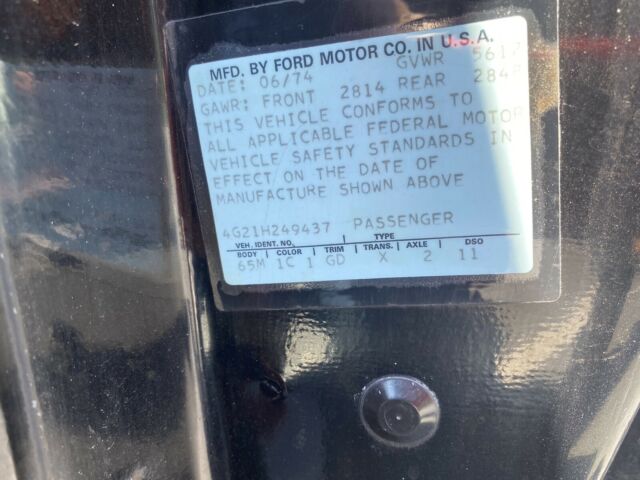 MFD. BY FORD MOTOR CO. IN U.S.A.
DATE: 06/74 GVWR 5617
GAWR: FRONT 2814 REAR
THIS VEHICLE CONFORMS TO
ALL APPLICABLE FEDERAL MOTOR
VEHICLE SAFETY STANDARDS IN
EFFECT ON THE DATE OF
MANUFACTURE SHOWN ABOVE
4G21H249437 PASSENGER
VEH. IDENT. NO. TYPE
BODY COLOR TRIM TRANS. AXLE DSO
65M 1C 1 GD X 2 11